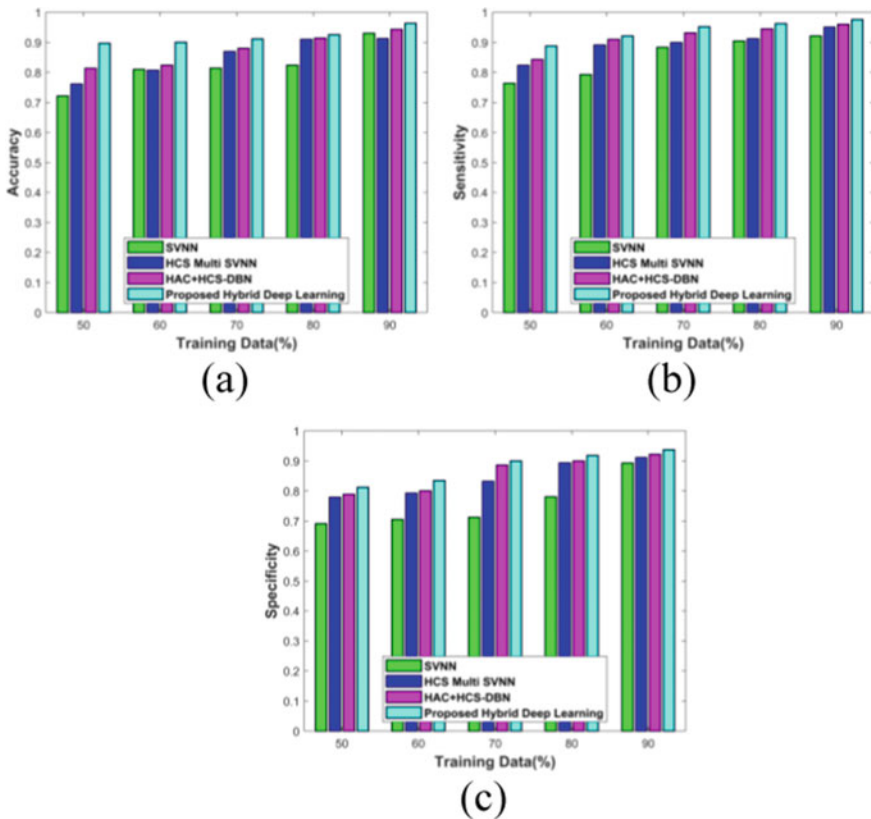 1
0.9
0.8
0.7
0.6
0.5
0.4
0.3
0.2
0.1
0
Accuracy
SVNN
HCS Multi SVNN
HAC+HCS-DBN
Proposed Hybrid Deep Learning
50 60 70 80 90
Training Data(%)
(a)
1
0.9
0.8
0.7
0.6
0.5
0.4
0.3
0.2
0.1
0
Sensitivity
SVNN
HCS Multi SVNN
HAC+HCS-DBN
Proposed Hybrid Deep Learning
50 60 70 80 90
Training Data(%)
(b)
1
0.9
0.8
0.7
0.6
0.5
0.4
0.3
0.2
0.1
0
Specificity
SVNN
HCS Multi SVNN
HAC+HCS-DBN
Proposed Hybrid Deep Learning
50 60 70 80 90
Training Data(%)
(c)